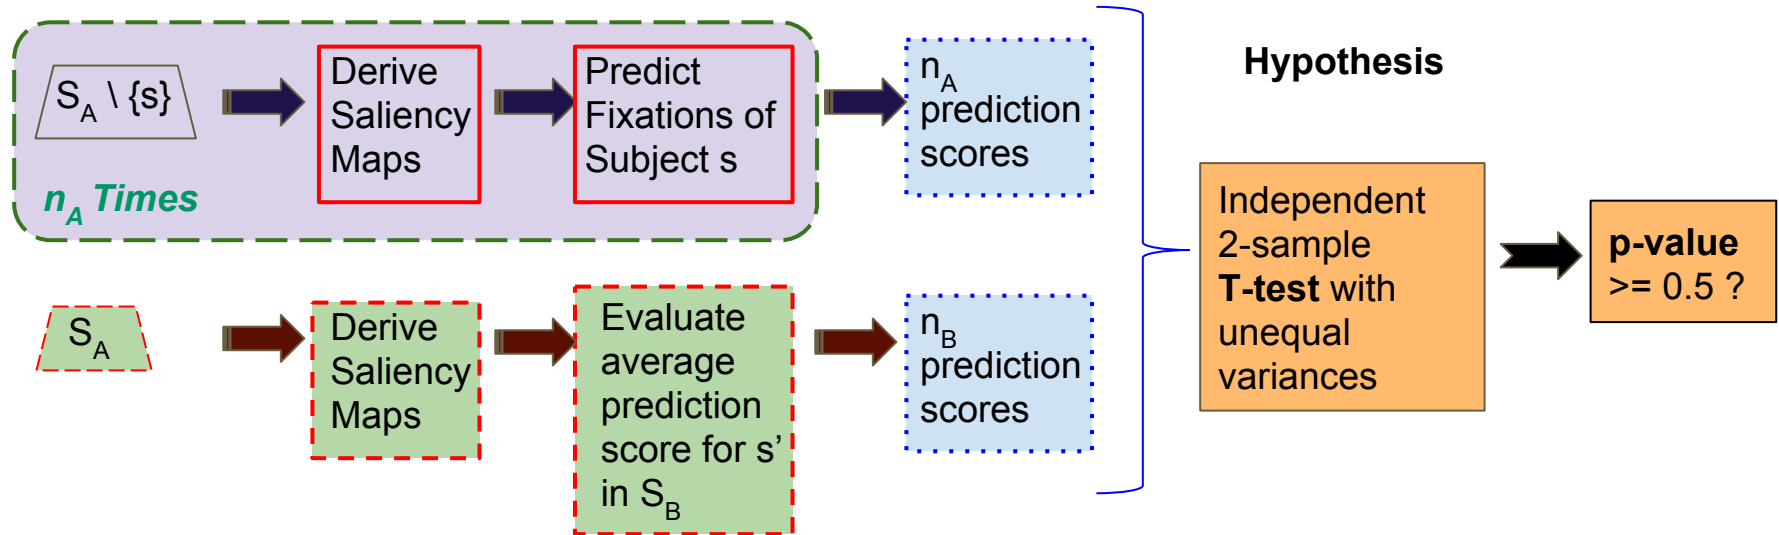 S_A \ {s}
n_A Times
Derive
Saliency
Maps
Predict
Fixations of
Subject s
n_A
prediction
scores
S_A
Derive
Saliency
Maps
Evaluate
average
prediction
score for s’
in S_B
n_B
prediction
scores
Hypothesis
Independent
2-sample
T-test with
unequal
variances
p-value
>= 0.5 ?